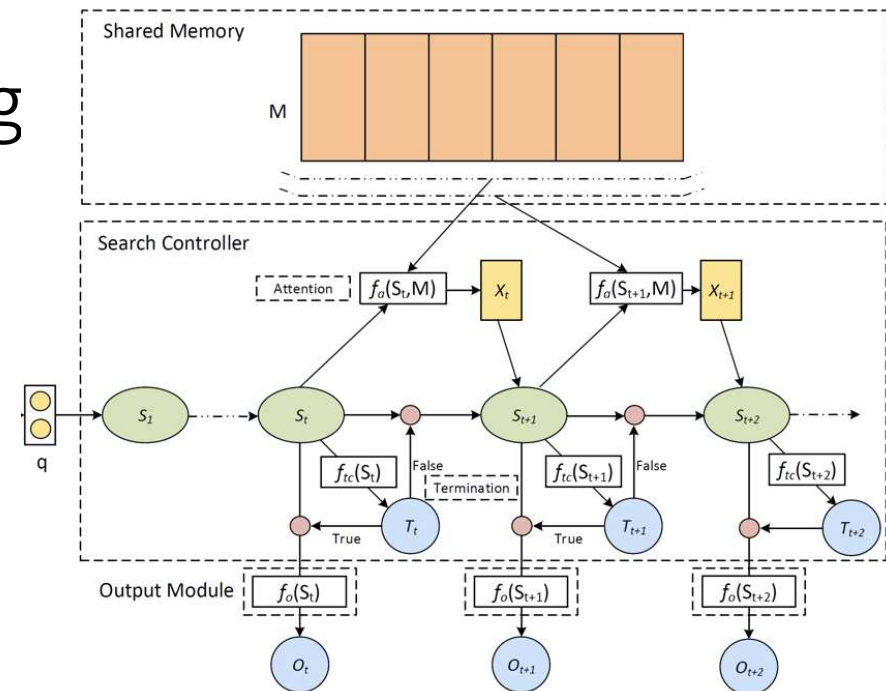 g
Shared Memory
M
Search Controller
Attention
fa(St,M)
Xt
fa(St+1,M)
Xt+1
q
S1
St
St+1
St+2
ftc(St)
False
Termination
ftc(St+1)
False
ftc(St+2)
True
Tt
True
Tt+1
Tt+2
Output Module
fo(St)
fo(St+1)
fo(St+2)
Ot
Ot+1
Ot+2